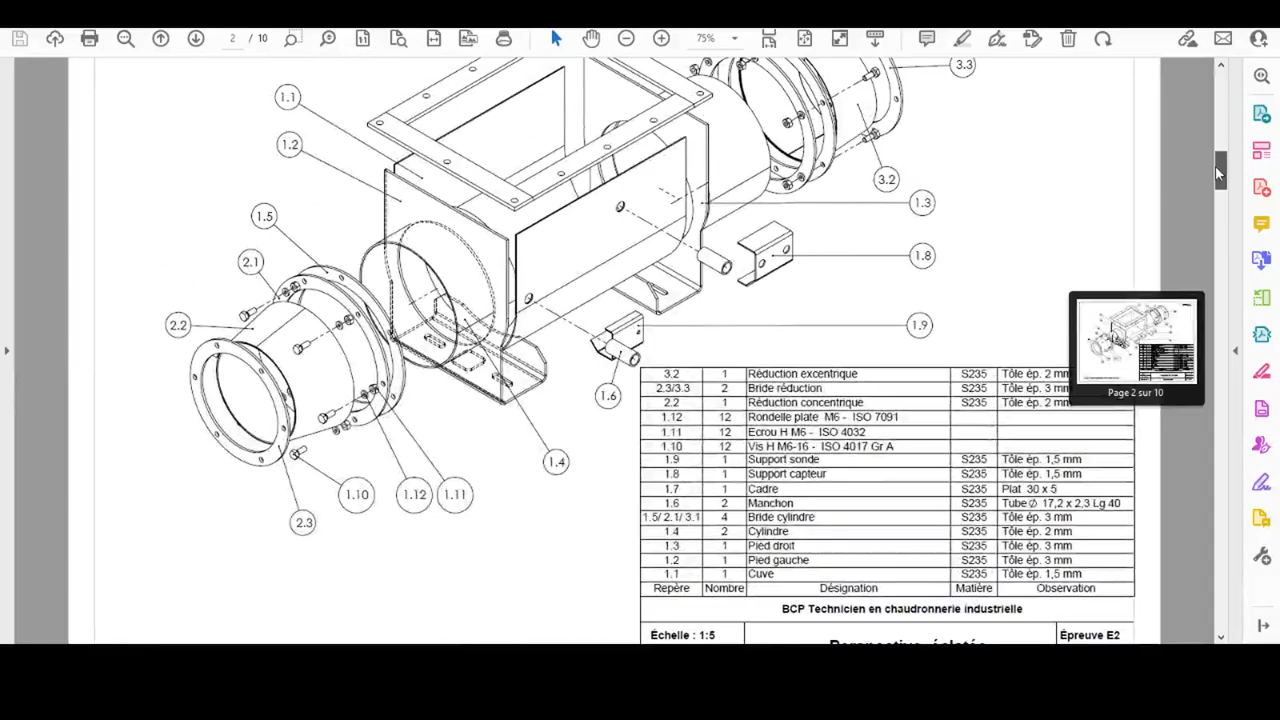 2 / 10
75%
1.1
3.3
1.2
3.2
1.3
1.5
1.8
2.1
2.2
1.9
1.6
1.4
1.10
1.12
1.11
2.3
Page 2 sur 10
3.2 1 Réduction excentrique S235 Tôle ép. 2 mm
2.3/3.3 2 Bride réduction S235 Tôle ép. 3 mm
2.2 1 Réduction concentrique S235 Tôle ép. 2 mm
1.12 12 Rondelle plate M6 - ISO 7091
1.11 12 Ecrou H M6 - ISO 4032
1.10 12 Vis H M6-16 - ISO 4017 Gr A
1.9 1 Support sonde S235 Tôle ép. 1,5 mm
1.8 1 Support capteur S235 Tôle ép. 1,5 mm
1.7 1 Cadre S235 Plat 30 x 5
1.6 2 Manchon S235 Tube Ø 17,2 x 2,3 Lg 40
1.5/ 2.1/ 3.1 4 Bride cylindre S235 Tôle ép. 3 mm
1.4 2 Cylindre S235 Tôle ép. 2 mm
1.3 1 Pied droit S235 Tôle ép. 3 mm
1.2 1 Pied gauche S235 Tôle ép. 3 mm
1.1 1 Cuve S235 Tôle ép. 1,5 mm
Repère Nombre Désignation Matière Observation
BCP Technicien en chaudronnerie industrielle
Échelle : 1:5
Perspective éclatée
Épreuve E2